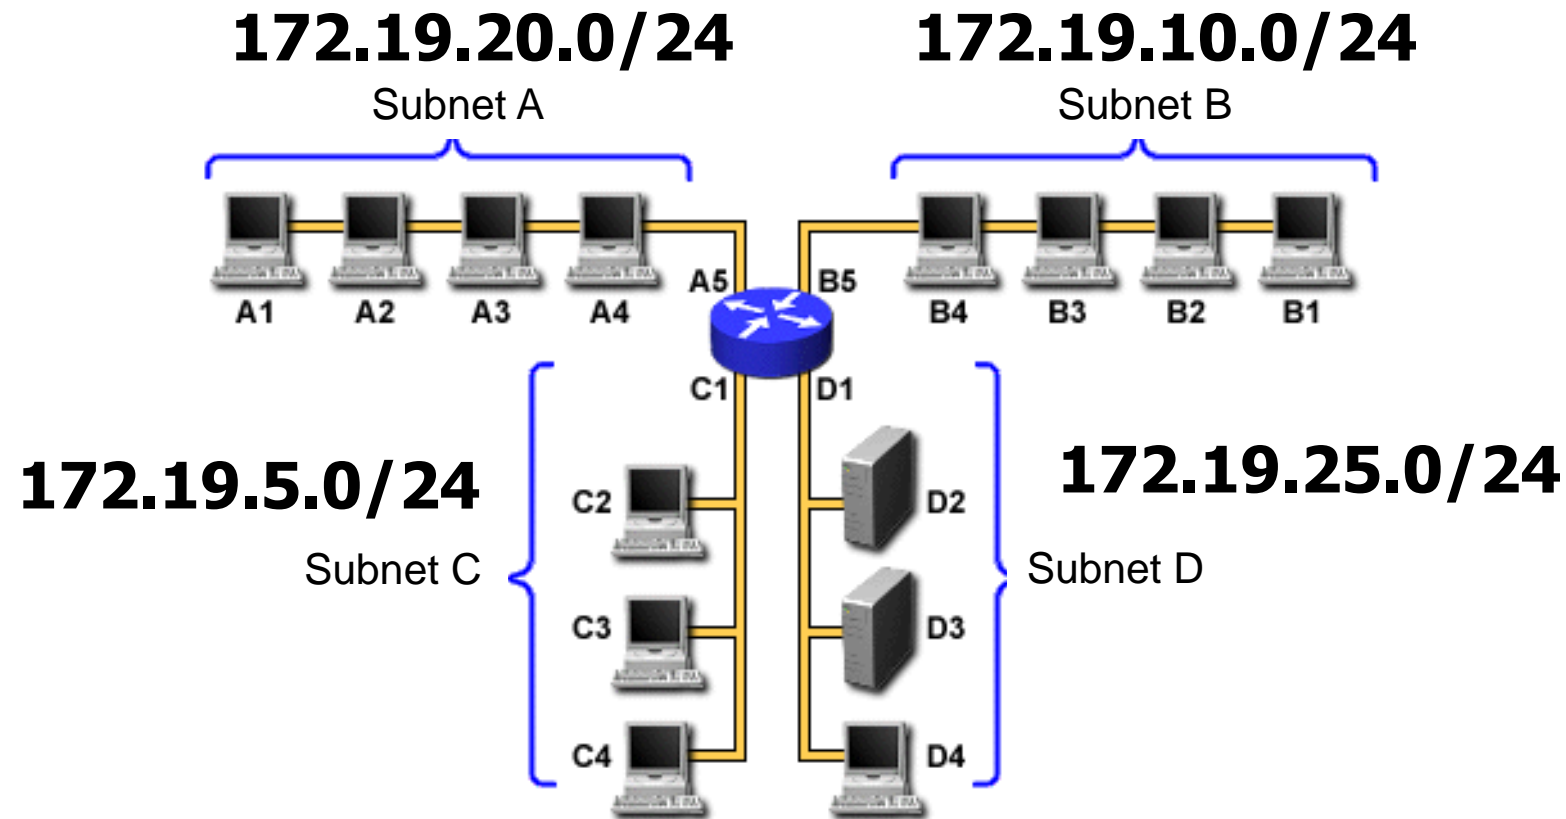 172.19.20.0/24
172.19.10.0/24
Subnet A
Subnet B
A5
B5
A1
A2
A3
A4
B4
B3
B2
B1
C1
D1
172.19.5.0/24
172.19.25.0/24
C2
D2
Subnet C
Subnet D
C3
D3
C4
D4